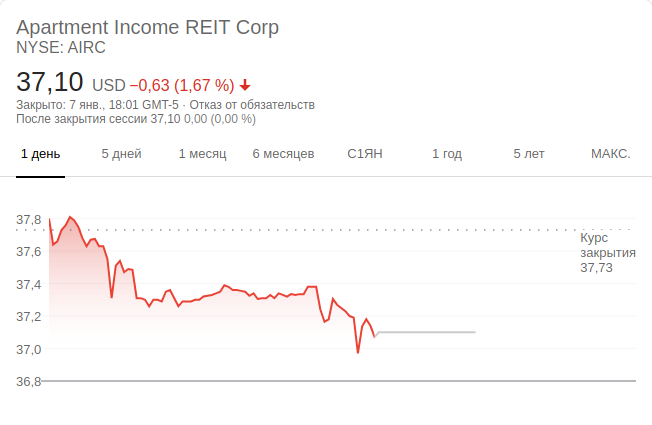 Apartment Income REIT Corp
NYSE: AIRC
37,10 USD −0,63 (1,67 %)
Закрыто: 7 янв., 18:01 GMT-5 · Отказ от обязательств
После закрытия сессии 37,10 0,00 (0,00 %)
1 день 5 дней 1 месяц 6 месяцев С1ЯН 1 год 5 лет МАКС.
37,8
37,6
37,4
37,2
37,0
36,8
Курс
закрытия
37,73